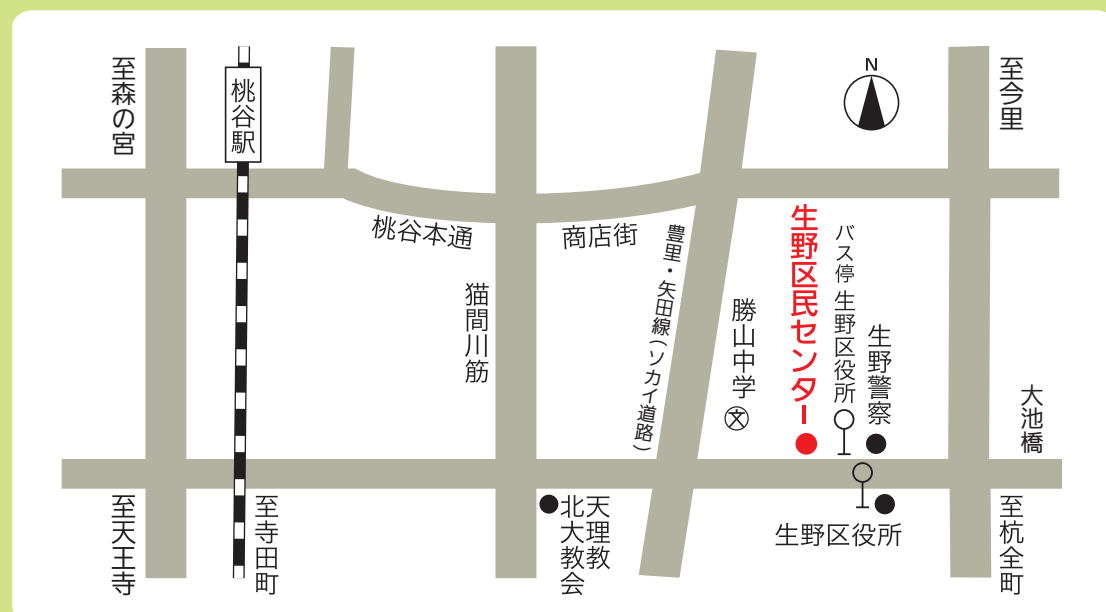 至森の宮
桃谷駅
N
至今里
桃谷本通
商店街
猫間川筋
豊里・矢田線(ソカイ道路)
勝山中学
文
生野区民センター
バス停 生野区役所
生野警察
大池橋
至天王寺
至寺田町
天理教
北大教会
生野区役所
至杭全町